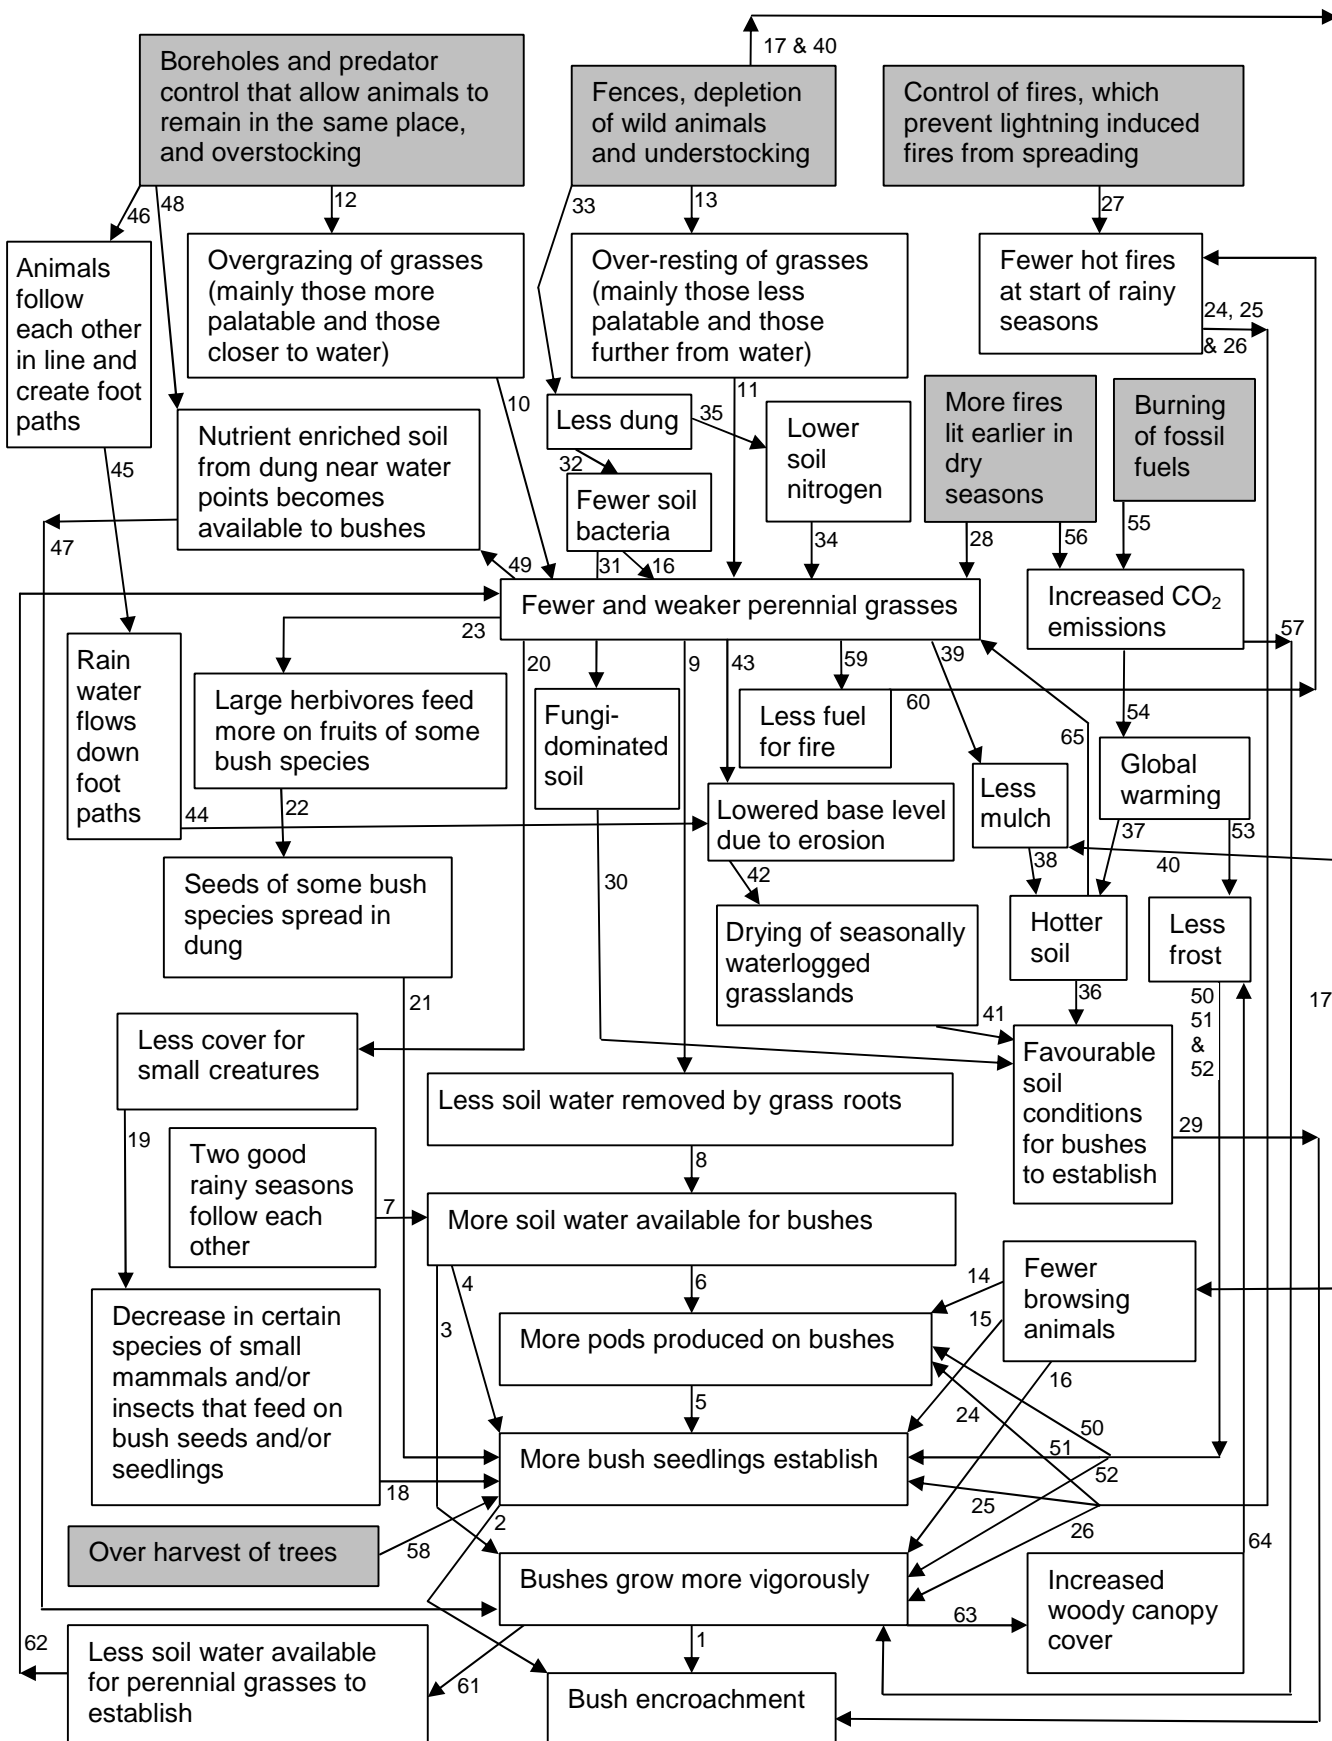 17 & 40
Boreholes and predator
control that allow animals to
remain in the same place,
and overstocking
Fences, depletion
of wild animals
and understocking
Control of fires, which
prevent lightning induced
fires from spreading
46
48
12
33
13
27
Animals
follow
each other
in line and
create foot
paths
Overgrazing of grasses
(mainly those more
palatable and those
closer to water)
Over-resting of grasses
(mainly those less
palatable and those
further from water)
Fewer hot fires
at start of rainy
seasons
24, 25
& 26
10
11
Less dung
35
Lower
soil
nitrogen
More fires
lit earlier in
dry
seasons
Burning
of fossil
fuels
45
Nutrient enriched soil
from dung near water
points becomes
available to bushes
32
Fewer soil
bacteria
47
49
31
16
34
28
56
55
Fewer and weaker perennial grasses
Increased CO₂
emissions
57
23
20
9
43
59
39
Rain
water
flows
down
foot
paths
Large herbivores feed
more on fruits of some
bush species
Fungi-
dominated
soil
Less fuel
for fire
60
65
54
Less
mulch
Global
warming
22
44
Lowered base level
due to erosion
38
37
53
40
30
42
Seeds of some bush
species spread in
dung
Drying of seasonally
waterlogged
grasslands
Hotter
soil
Less
frost
21
41
36
50
51
&
52
17
Less cover for
small creatures
Favourable
soil
conditions
for bushes
to establish
29
Less soil water removed by grass roots
19
Two good
rainy seasons
follow each
other
7
8
More soil water available for bushes
4
6
3
14
15
Fewer
browsing
animals
16
Decrease in certain
species of small
mammals and/or
insects that feed on
bush seeds and/or
seedlings
More pods produced on bushes
5
24
50
More bush seedlings establish
51
52
18
25
26
2
Over harvest of trees
58
64
Bushes grow more vigorously
Increased
woody canopy
cover
63
62
Less soil water available
for perennial grasses to
establish
61
1
Bush encroachment